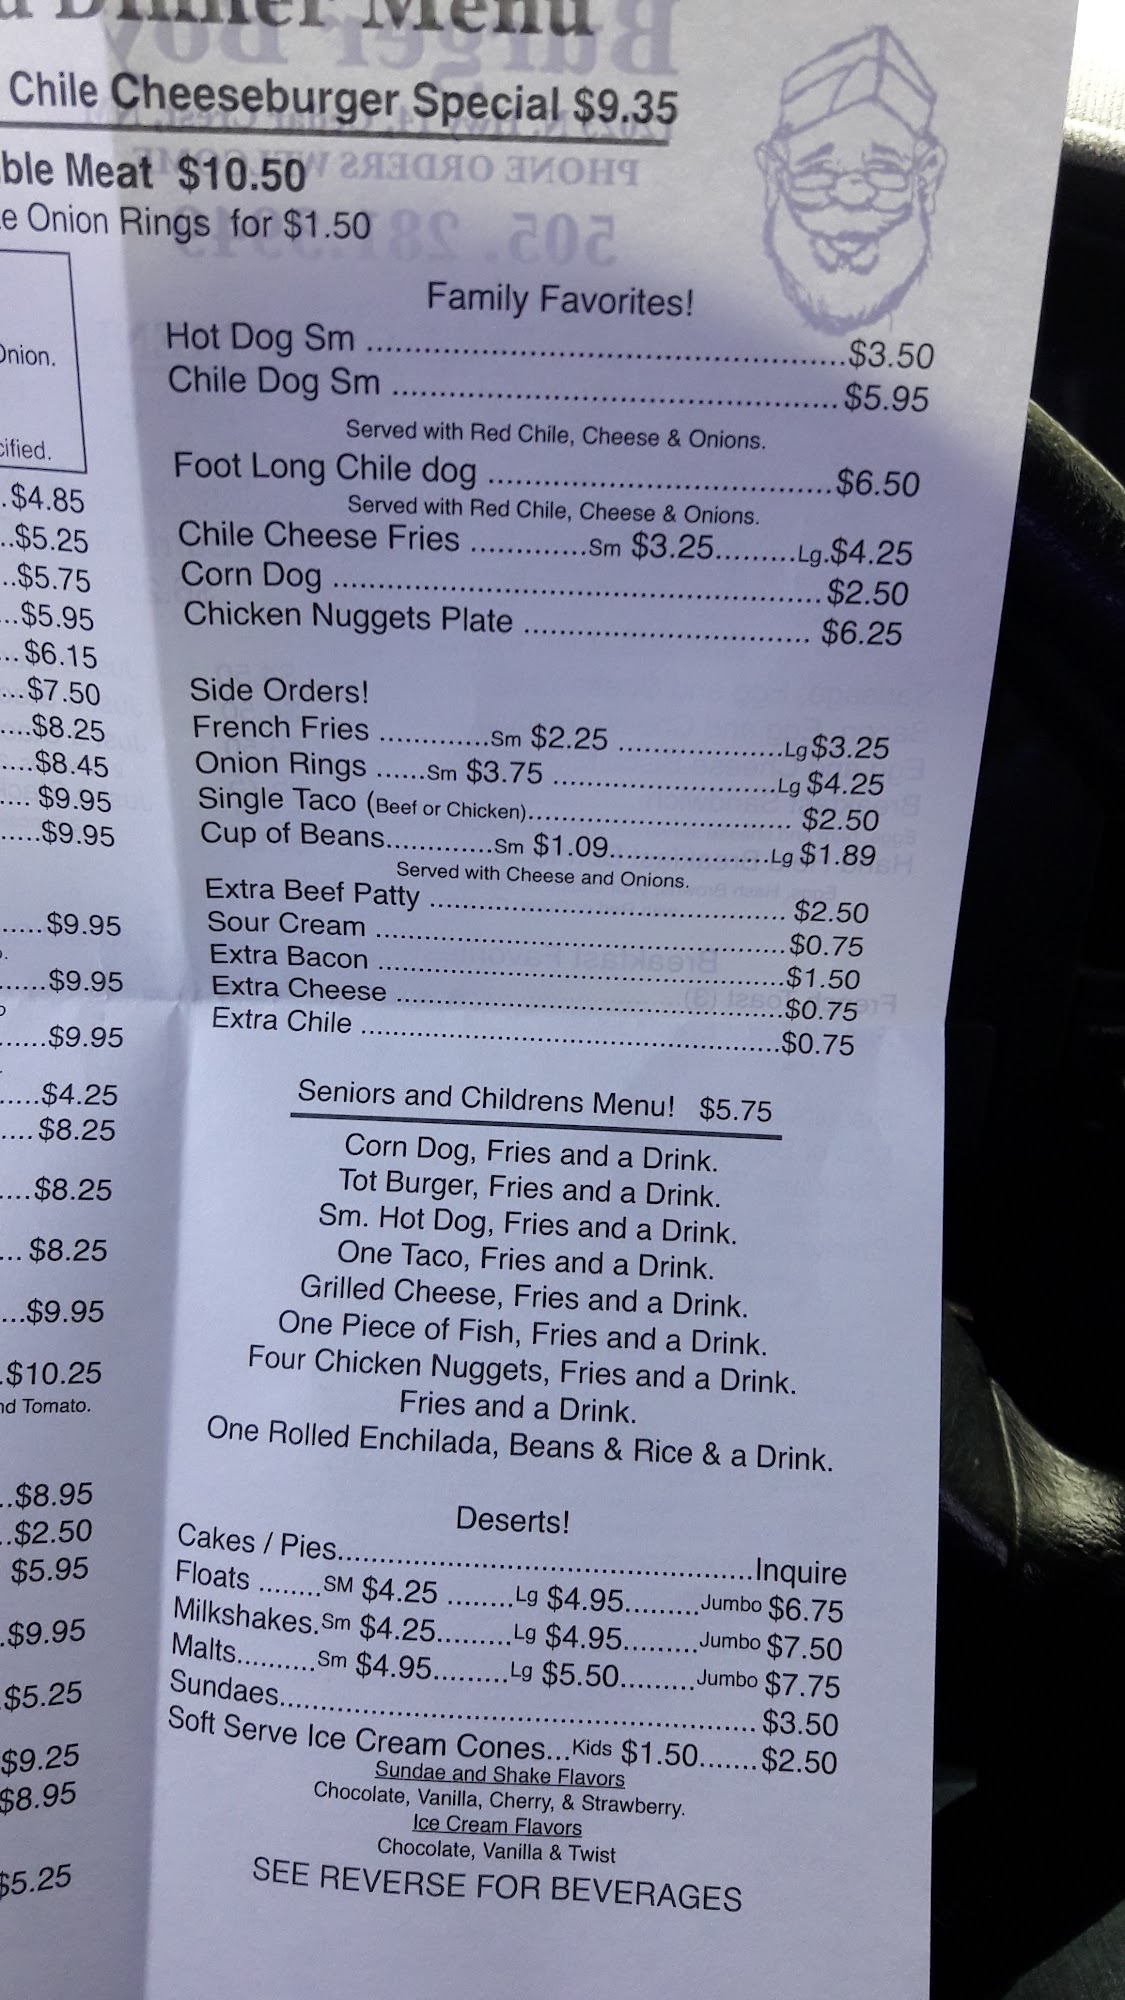 Dinner Menu
Chile Cheeseburger Special $9.35
ble Meat $10.50
e Onion Rings for $1.50
Onion.
cified.
$4.85
$5.25
$5.75
$5.95
$6.15
$7.50
$8.25
$8.45
$9.95
$9.95
$9.95
$9.95
$9.95
$4.25
$8.25
$8.25
$8.25
$9.95
$10.25
nd Tomato.
$8.95
$2.50
$5.95
$9.95
$5.25
$9.25
$8.95
$5.25
Family Favorites!
Hot Dog Sm ........ $3.50
Chile Dog Sm ........ $5.95
Served with Red Chile, Cheese & Onions.
Foot Long Chile dog ........ $6.50
Served with Red Chile, Cheese & Onions.
Chile Cheese Fries ........ Sm $3.25 ........ Lg. $4.25
Corn Dog ........ $2.50
Chicken Nuggets Plate ........ $6.25
Side Orders!
French Fries ........ Sm $2.25 ........ Lg $3.25
Onion Rings ...... Sm $3.75 ........ Lg $4.25
Single Taco (Beef or Chicken) ........ $2.50
Cup of Beans ........ Sm $1.09 ........ Lg $1.89
Served with Cheese and Onions.
Extra Beef Patty ........ $2.50
Sour Cream ........ $0.75
Extra Bacon ........ $1.50
Extra Cheese ........ $0.75
Extra Chile ........ $0.75
Seniors and Childrens Menu! $5.75
Corn Dog, Fries and a Drink.
Tot Burger, Fries and a Drink.
Sm. Hot Dog, Fries and a Drink.
One Taco, Fries and a Drink.
Grilled Cheese, Fries and a Drink.
One Piece of Fish, Fries and a Drink.
Four Chicken Nuggets, Fries and a Drink.
Fries and a Drink.
One Rolled Enchilada, Beans & Rice & a Drink.
Deserts!
Cakes / Pies ........ Inquire
Floats ........ SM $4.25 ........ Lg $4.95 ........ Jumbo $6.75
Milkshakes. Sm $4.25 ........ Lg $4.95 ........ Jumbo $7.50
Malts ........ Sm $4.95 ........ Lg $5.50 ........ Jumbo $7.75
Sundaes ........ $3.50
Soft Serve Ice Cream Cones... Kids $1.50 ....... $2.50
Sundae and Shake Flavors
Chocolate, Vanilla, Cherry, & Strawberry.
Ice Cream Flavors
Chocolate, Vanilla & Twist
SEE REVERSE FOR BEVERAGES